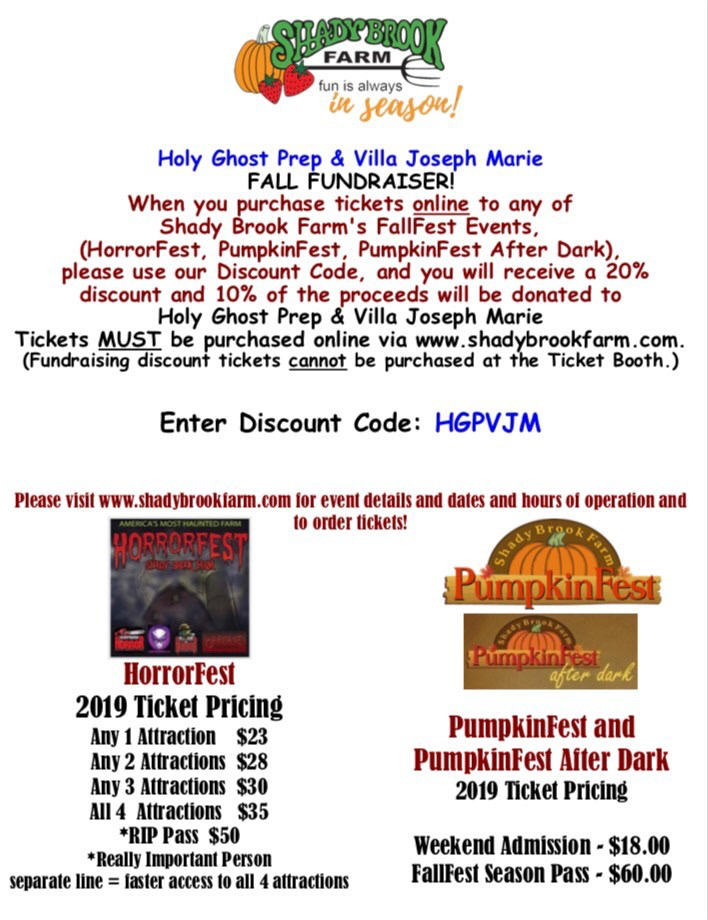 SHADY BROOK
FARM
fun is always
in season!
Holy Ghost Prep & Villa Joseph Marie
FALL FUNDRAISER!
When you purchase tickets online to any of
Shady Brook Farm's FallFest Events,
(HorrorFest, PumpkinFest, PumpkinFest After Dark),
please use our Discount Code, and you will receive a 20%
discount and 10% of the proceeds will be donated to
Holy Ghost Prep & Villa Joseph Marie
Tickets MUST be purchased online via www.shadybrookfarm.com.
(Fundraising discount tickets cannot be purchased at the Ticket Booth.)
Enter Discount Code: HGPVJM
Please visit www.shadybrookfarm.com for event details and dates and hours of operation and
to order tickets!
AMERICA'S MOST HAUNTED FARM
HORRORFEST
SHADY BROOK FARM
HorrorFest
2019 Ticket Pricing
Any 1 Attraction $23
Any 2 Attractions $28
Any 3 Attractions $30
All 4 Attractions $35
*RIP Pass $50
*Really Important Person
separate line = faster access to all 4 attractions
Shady Brook Farm
PumpkinFest
Shady Brook Farm
PumpkinFest
after dark
PumpkinFest and
PumpkinFest After Dark
2019 Ticket Pricing
Weekend Admission - $18.00
FallFest Season Pass - $60.00